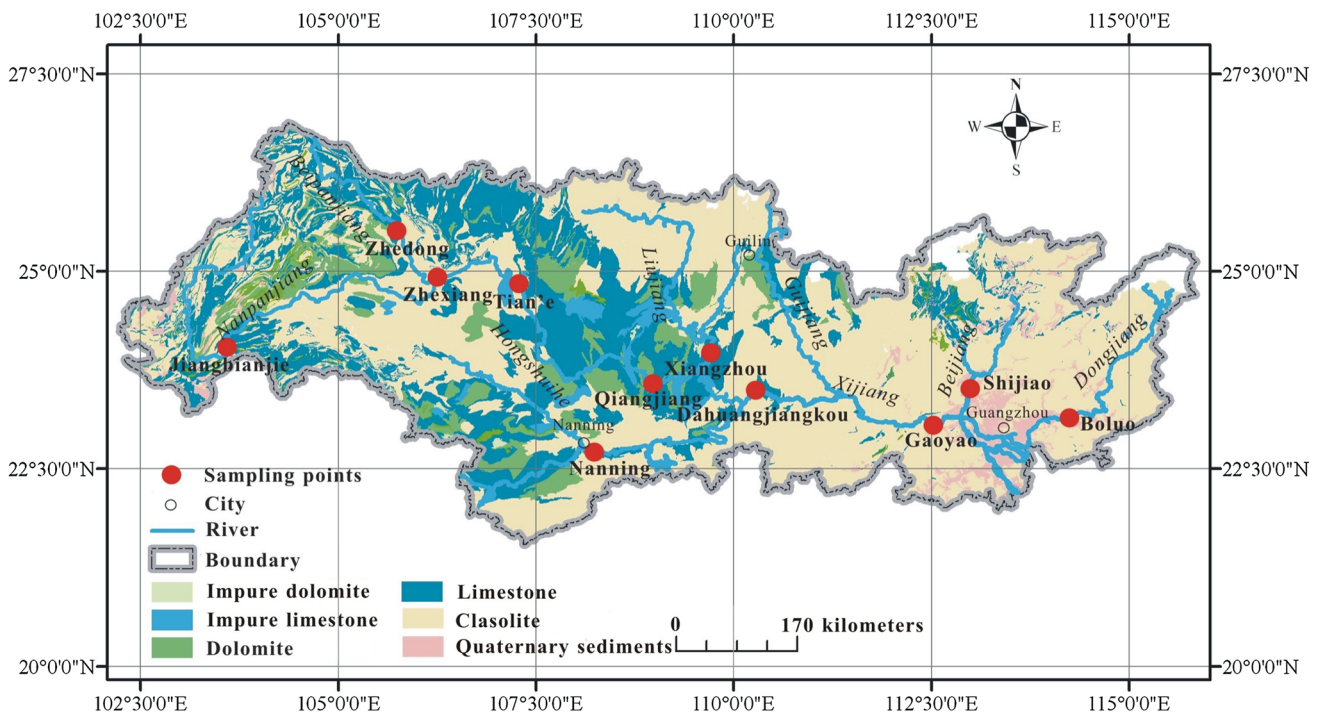 102°30'0"E 105°0'0"E 107°30'0"E 110°0'0"E 112°30'0"E 115°0'0"E
27°30'0"N 27°30'0"N
N
W E
S
Beipanjiang
Zhedong
Liujiang
Guilin
25°0'0"N 25°0'0"N
Nanpanjiang
Zhexiang
Tian'e
Guijiang
Jiangbianjie
Hongshuihe
Xiangzhou
Beijiang
Dongjiang
Qiangjiang
Dahuangjiangkou
Xijiang
Shijiao
Guangzhou
Nanning
Gaoyao
Boluo
Nanning
22°30'0"N 22°30'0"N
Sampling points
City
River
Boundary
Impure dolomite
Limestone
Impure limestone
Clasolite
Dolomite
Quaternary sediments
0 170 kilometers
20°0'0"N 20°0'0"N
102°30'0"E 105°0'0"E 107°30'0"E 110°0'0"E 112°30'0"E 115°0'0"E